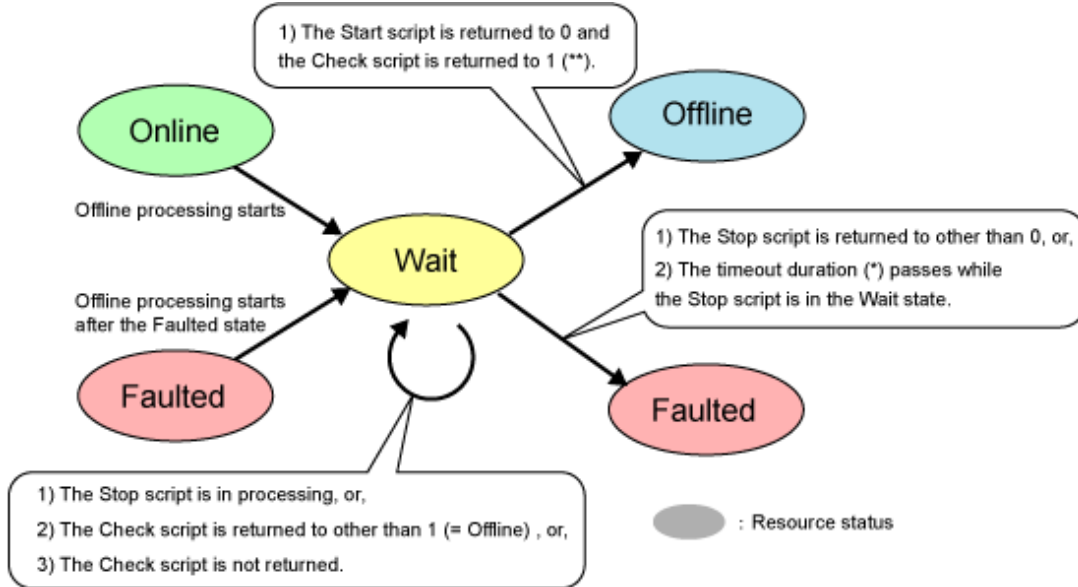 1) The Start script is returned to 0 and
the Check script is returned to 1 (**).
Online
Offline
Offline processing starts
Wait
1) The Stop script is returned to other than 0, or,
2) The timeout duration (*) passes while
the Stop script is in the Wait state.
Offline processing starts
after the Faulted state
Faulted
Faulted
1) The Stop script is in processing, or,
2) The Check script is returned to other than 1 (= Offline) , or,
3) The Check script is not returned.
: Resource status